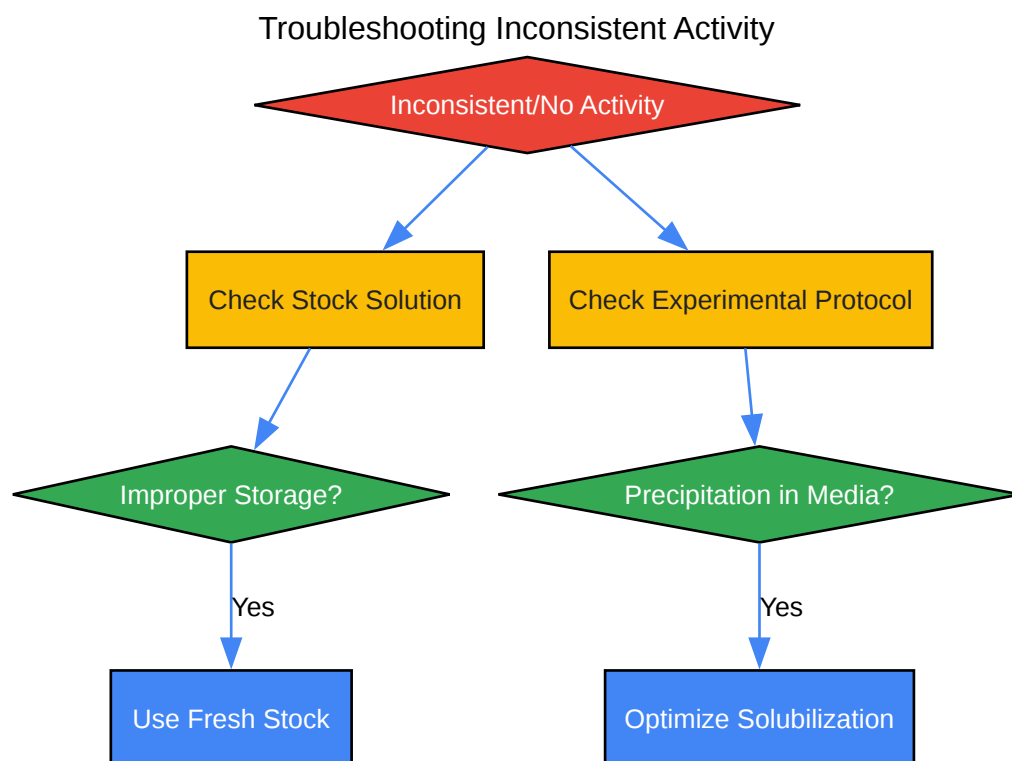 Troubleshooting Inconsistent Activity
Inconsistent/No Activity
Check Stock Solution
Check Experimental Protocol
Improper Storage?
Precipitation in Media?
Yes
Yes
Use Fresh Stock
Optimize Solubilization